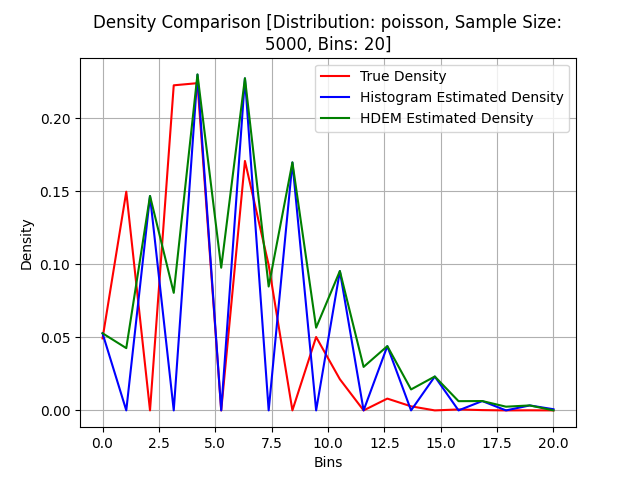 Density Comparison [Distribution: poisson, Sample Size:
5000, Bins: 20]
True Density
Histogram Estimated Density
HDEM Estimated Density
Density
0.20
0.15
0.10
0.05
0.00
0.0 2.5 5.0 7.5 10.0 12.5 15.0 17.5 20.0
Bins